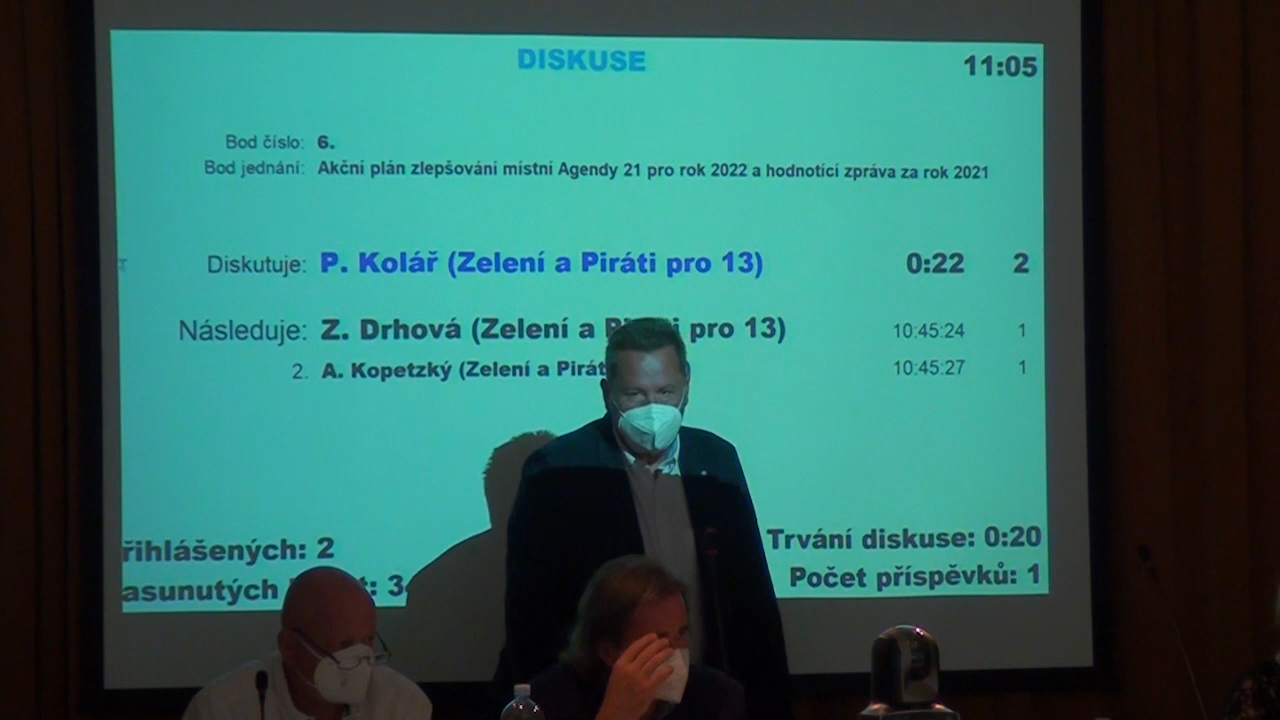 DISKUSE
11:05
Bod číslo: 6.
Bod jednání: Akční plán zlepšování místní Agendy 21 pro rok 2022 a hodnotící zpráva za rok 2021
Diskutuje: P. Kolář (Zelení a Piráti pro 13) 0:22 2
Následuje: Z. Drhová (Zelení a P i pro 13) 10:45:24 1
2. A. Kopetzký (Zelení a Pirát 10:45:27 1
řihlášených: 2
Trvání diskuse: 0:20
asunutých t: 3
Počet příspěvků: 1